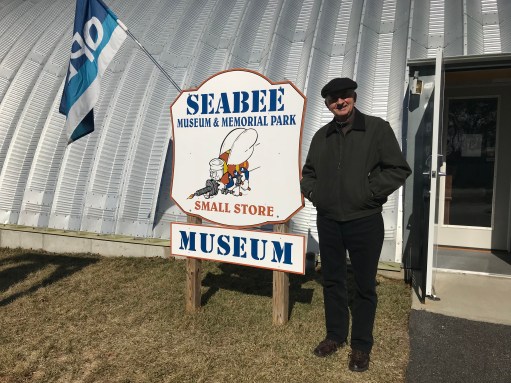 SEABEE
MUSEUM & MEMORIAL PARK
SMALL STORE
MUSEUM